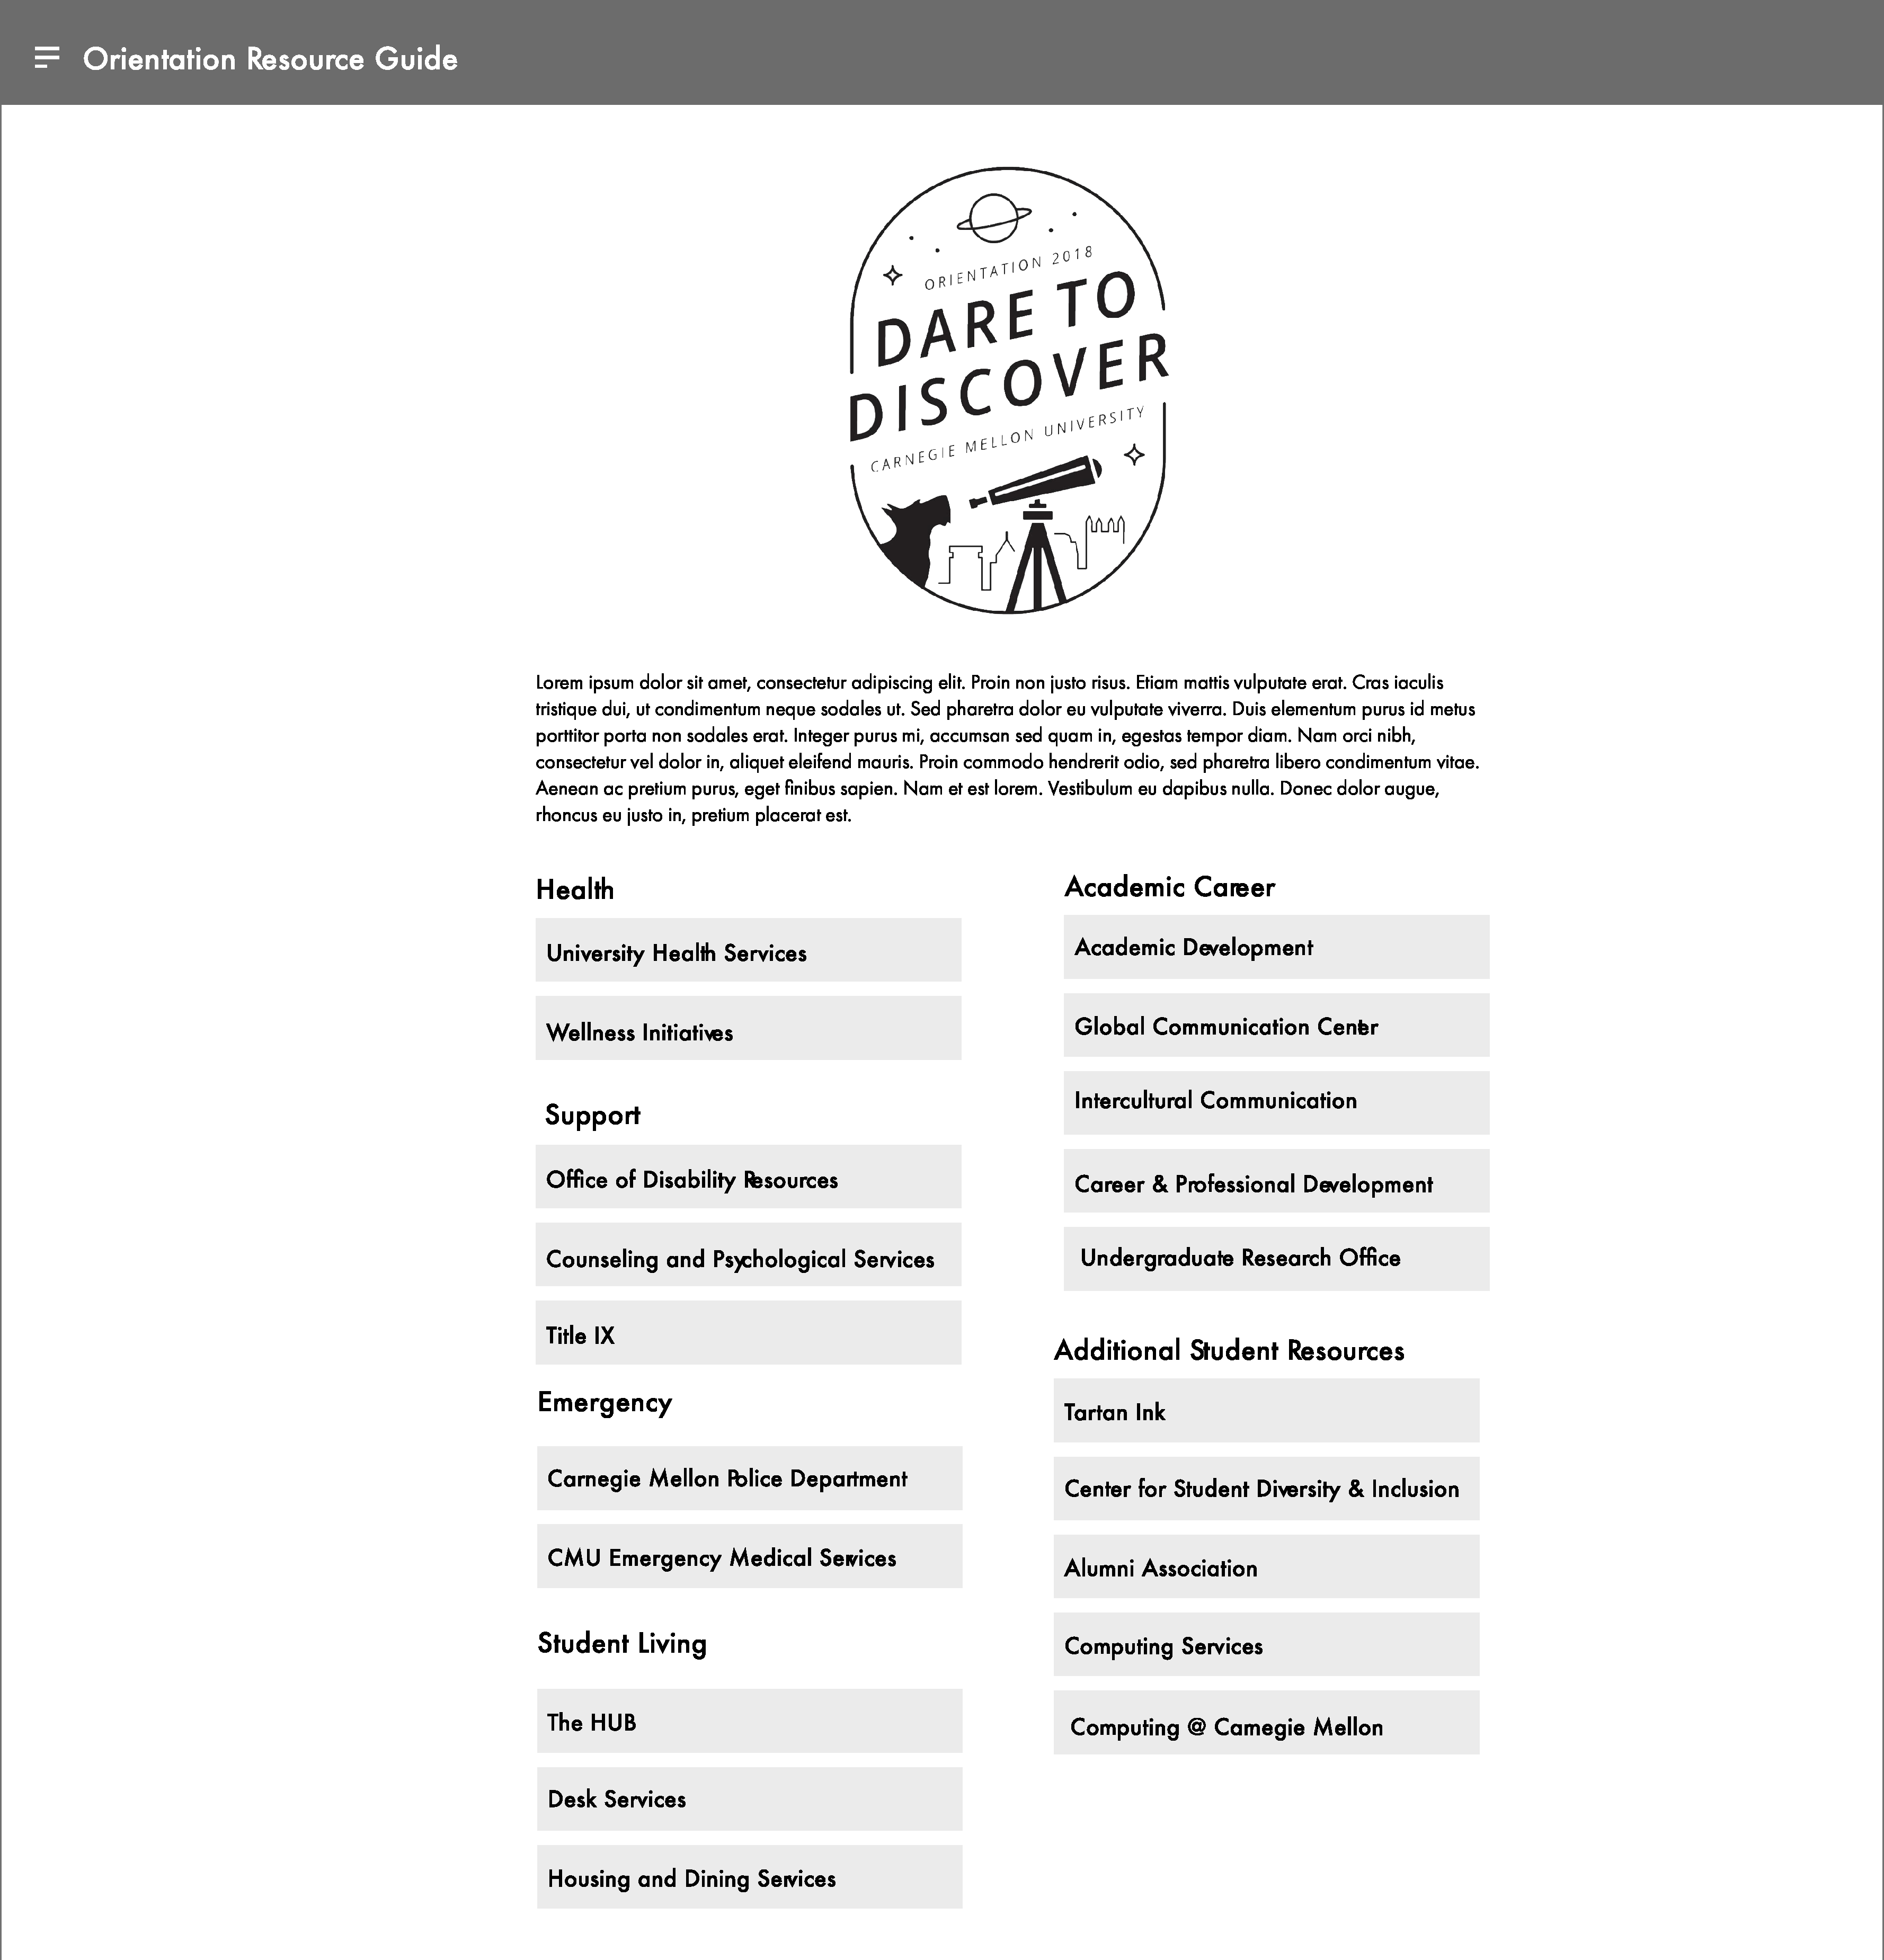 Orientation Resource Guide
ORIENTATION 2018
DARE TO
DISCOVER
CARNEGIE MELLON UNIVERSITY
Lorem ipsum dolor sit amet, consectetur adipiscing elit. Proin non justo risus. Etiam mattis vulputate erat. Cras iaculis
tristique dui, ut condimentum neque sodales ut. Sed pharetra dolor eu vulputate viverra. Duis elementum purus id metus
porttitor porta non sodales erat. Integer purus mi, accumsan sed quam in, egestas tempor diam. Nam orci nibh,
consectetur vel dolor in, aliquet eleifend mauris. Proin commodo hendrerit odio, sed pharetra libero condimentum vitae.
Aenean ac pretium purus, eget finibus sapien. Nam et est lorem. Vestibulum eu dapibus nulla. Donec dolor augue,
rhoncus eu justo in, pretium placerat est.
Health
University Health Services
Wellness Initiatives
Support
Office of Disability Resources
Counseling and Psychological Services
Title IX
Emergency
Carnegie Mellon Police Department
CMU Emergency Medical Services
Student Living
The HUB
Desk Services
Housing and Dining Services
Academic Career
Academic Development
Global Communication Center
Intercultural Communication
Career & Professional Development
Undergraduate Research Office
Additional Student Resources
Tartan Ink
Center for Student Diversity & Inclusion
Alumni Association
Computing Services
Computing @ Carnegie Mellon